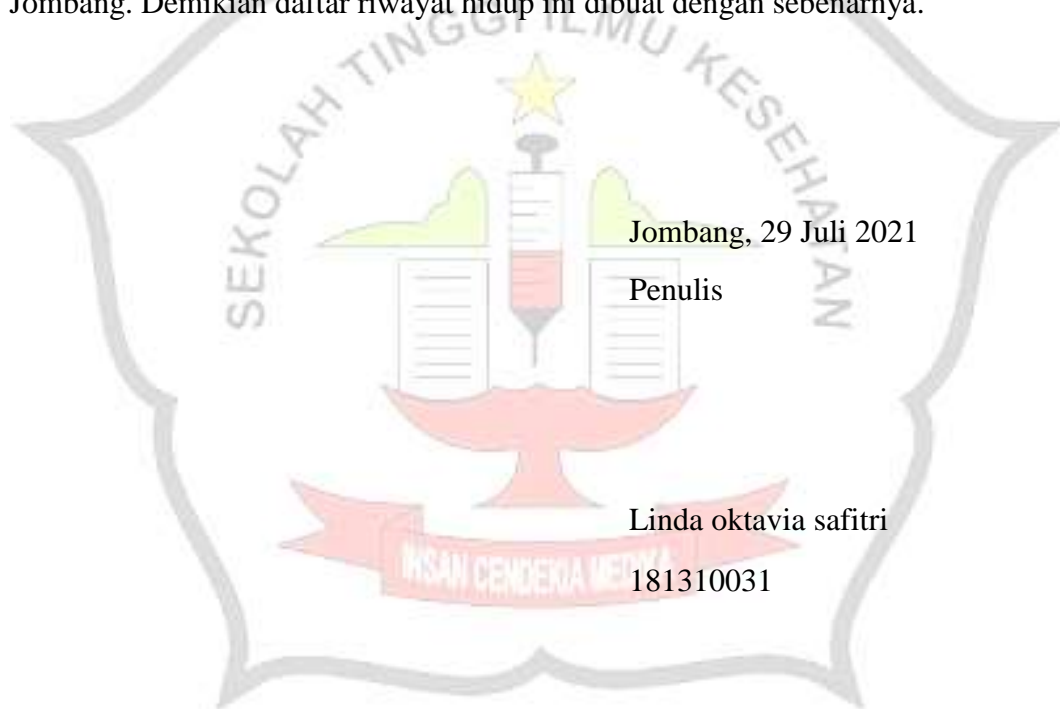 Jombang. Demikian daftar riwayat hidup ini dibuat dengan sebenarnya.
SEKOLAH TINGGI ILMU KESEHATAN
Jombang, 29 Juli 2021
Penulis
Linda oktavia safitri
INSAN CENDEKIA MEDIKA
181310031